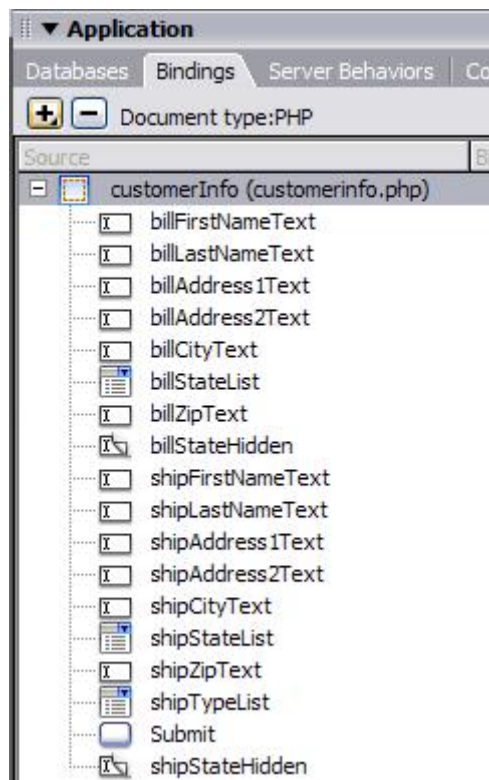 Application
Databases Bindings Server Behaviors Co
Document type:PHP
Source B
customerInfo (customerinfo.php)
billFirstNameText
billLastNameText
billAddress1Text
billAddress2Text
billCityText
billStateList
billZipText
billStateHidden
shipFirstNameText
shipLastNameText
shipAddress1Text
shipAddress2Text
shipCityText
shipStateList
shipZipText
shipTypeList
Submit
shipStateHidden